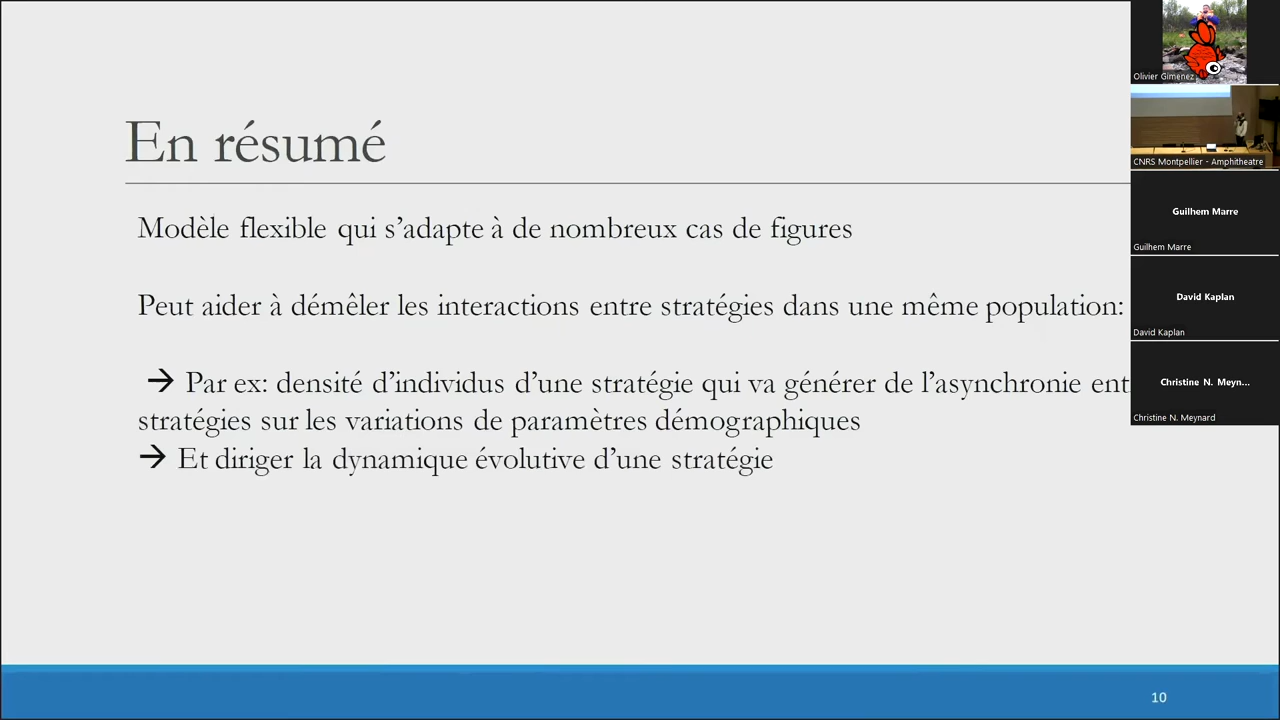 En résumé
Modèle flexible qui s’adapte à de nombreux cas de figures
Peut aider à démêler les interactions entre stratégies dans une même population:
→ Par ex: densité d’individus d’une stratégie qui va générer de l’asynchronie ent
stratégies sur les variations de paramètres démographiques
→ Et diriger la dynamique évolutive d’une stratégie
10
Olivier Gimenez
CNRS Montpellier - Amphitheatre
Guilhem Marre
Guilhem Marre
David Kaplan
David Kaplan
Christine N. Meyn...
Christine N. Meynard